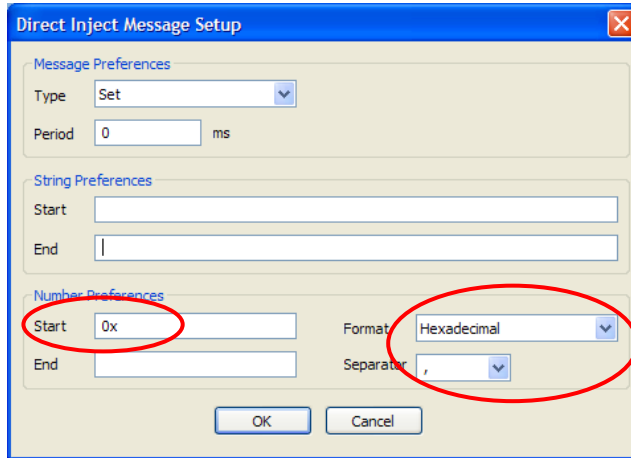 Direct Inject Message Setup
Message Preferences
Type Set
Period 0 ms
String Preferences
Start
End
Number Preferences
Start 0x Format Hexadecimal
End Separator ,
OK Cancel